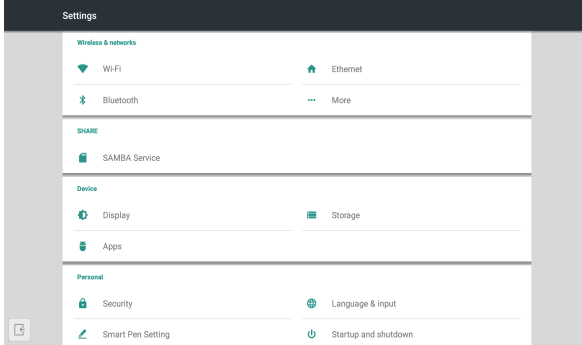 Settings
Wireless & networks
Wi-Fi
Ethernet
Bluetooth
More
SHARE
SAMBA Service
Device
Display
Storage
Apps
Personal
Security
Language & input
Smart Pen Setting
Startup and shutdown